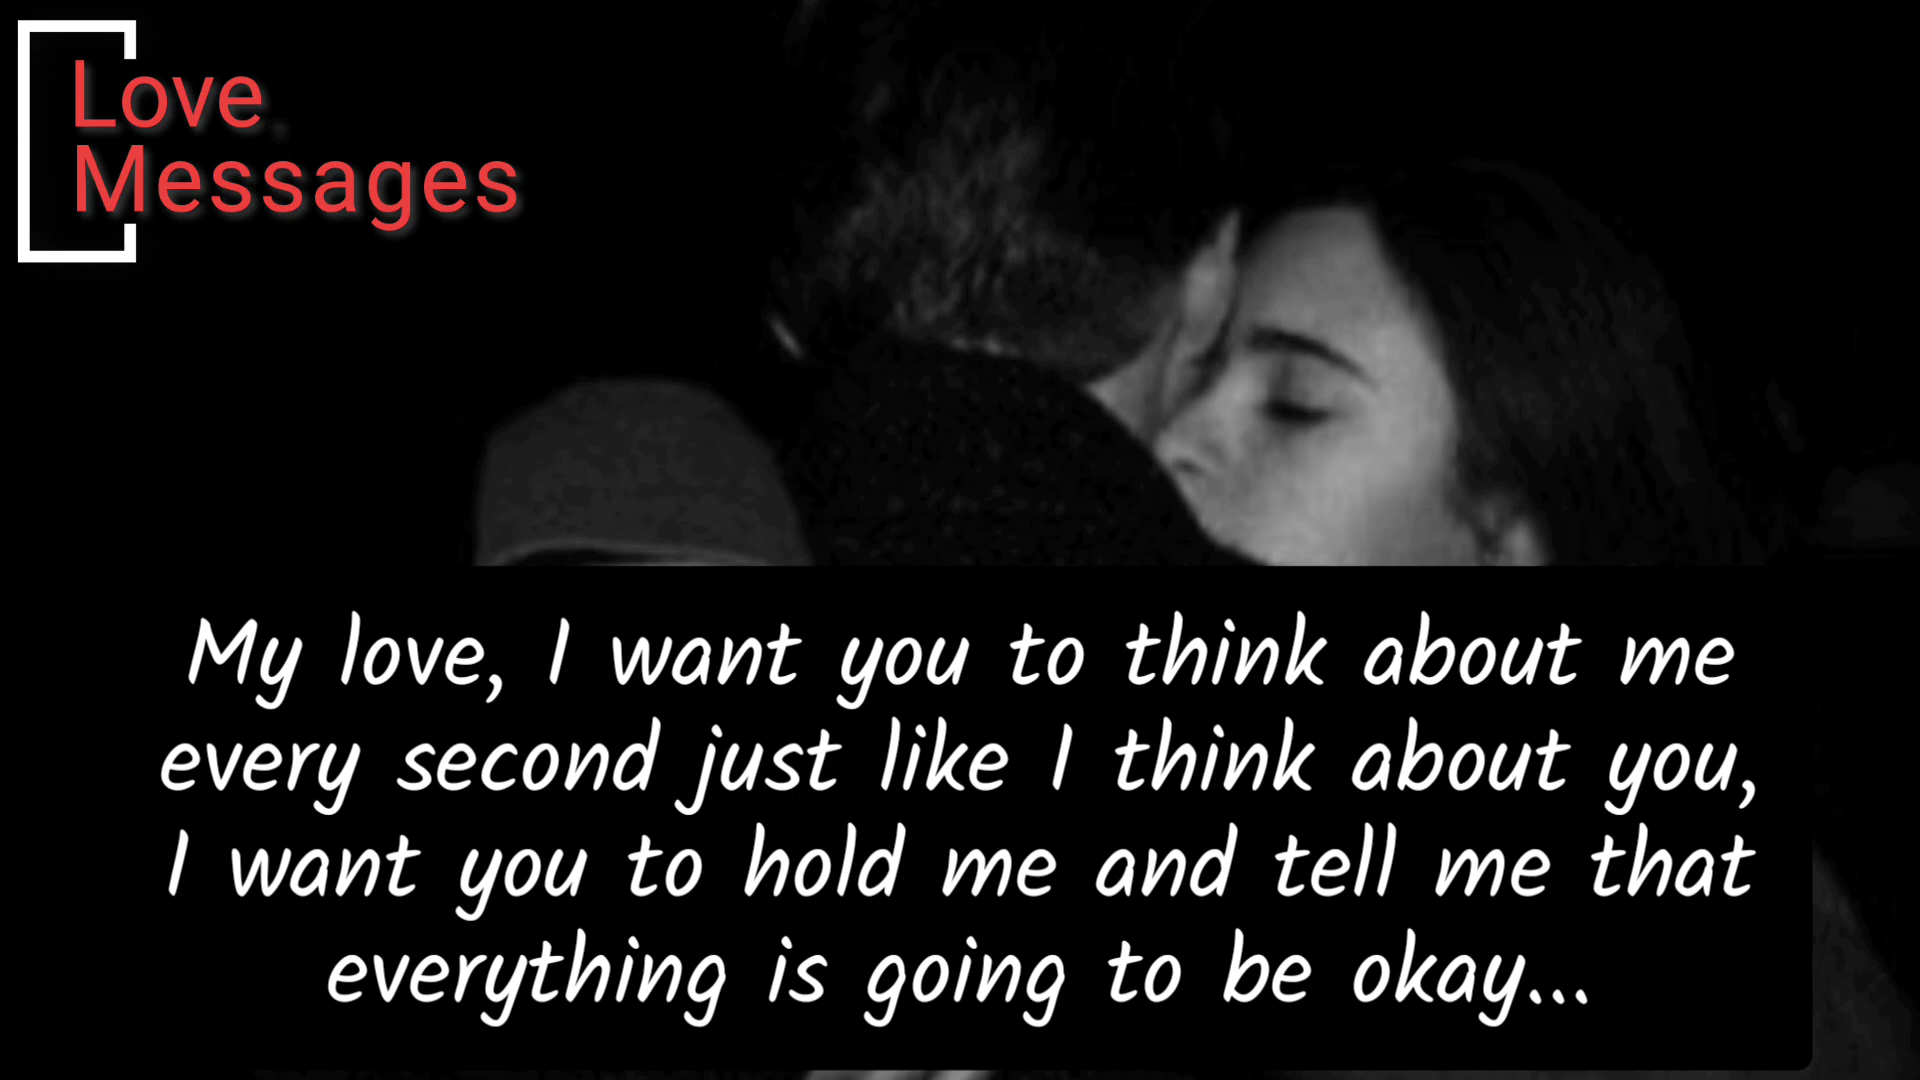 Love
Messages
My love, I want you to think about me
every second just like I think about you,
I want you to hold me and tell me that
everything is going to be okay...